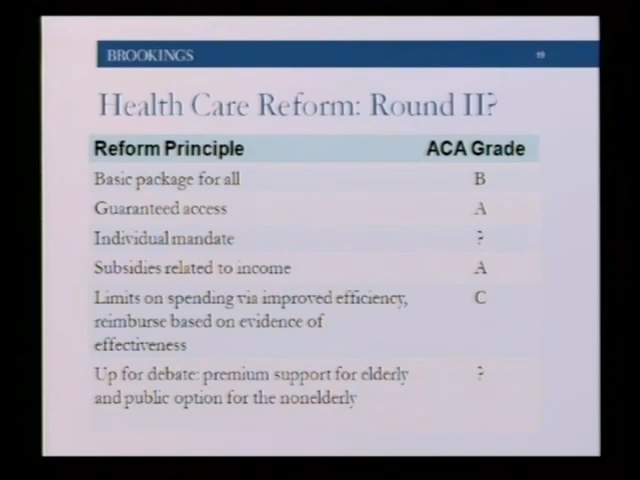 BROOKINGS 19
Health Care Reform: Round II?
Reform Principle ACA Grade
Basic package for all B
Guaranteed access A
Individual mandate ?
Subsidies related to income A
Limits on spending via improved efficiency, C
reimburse based on evidence of
effectiveness
Up for debate: premium support for elderly ?
and public option for the nonelderly